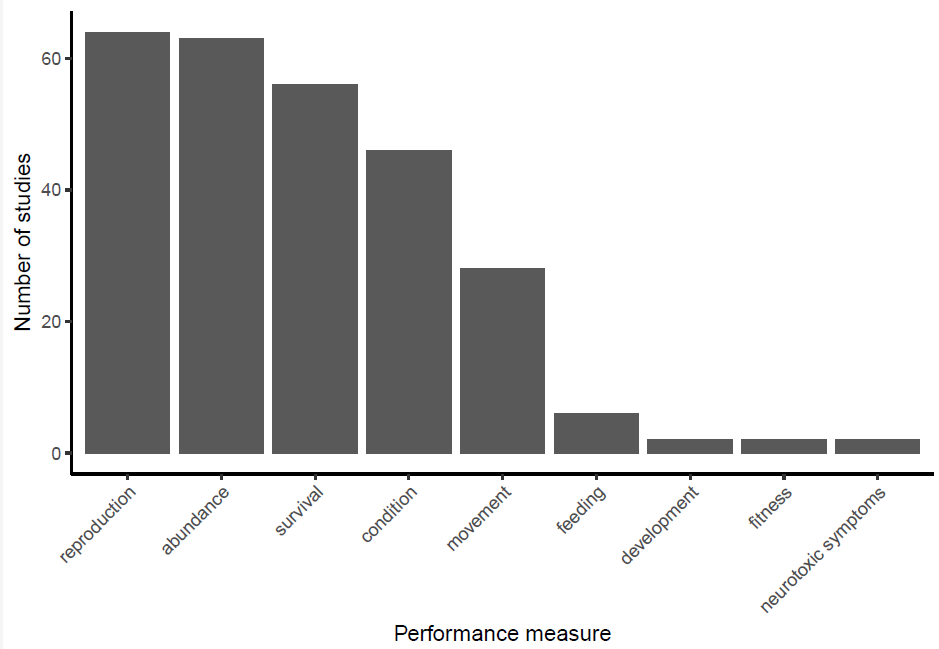 Number of studies
60
40
20
0
reproduction
abundance
survival
condition
movement
feeding
development
fitness
neurotoxic symptoms
Performance measure